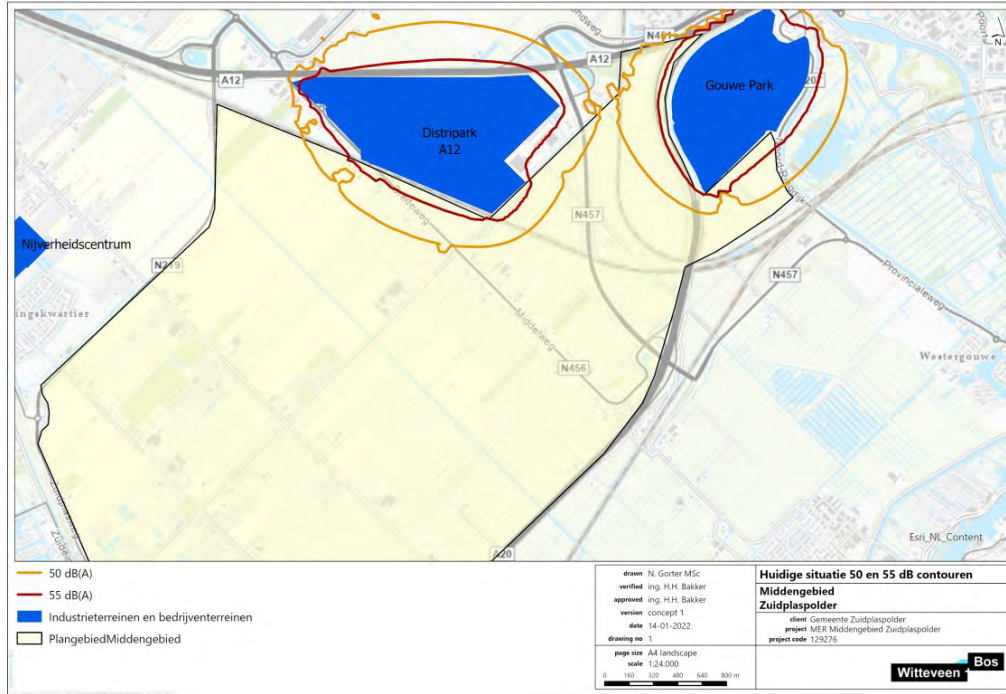 N461
A12
A12
Gouwe Park
Distripark
A12
N457
Bredeweg
Nijverheidscentrum
N219
N457
Provincialeweg
ingskwartier
Middelweg
Westergouwe
N456
Esri_NL_Content
A20
50 dB(A)
55 dB(A)
Industrieterreinen en bedrijventerreinen
PlangebiedMiddengebied
drawn N. Gorter MSc
verified ing. H.H. Bakker
approved ing. H.H. Bakker
version concept 1
date 14-01-2022
drawing no 1
page size A4 landscape
scale 1:24.000
0 160 320 480 640 800 m
Huidige situatie 50 en 55 dB contouren
Middengebied
Zuidplaspolder
client Gemeente Zuidplaspolder
project MER Middengebied Zuidplaspolder
project code 129276
Witteveen + Bos